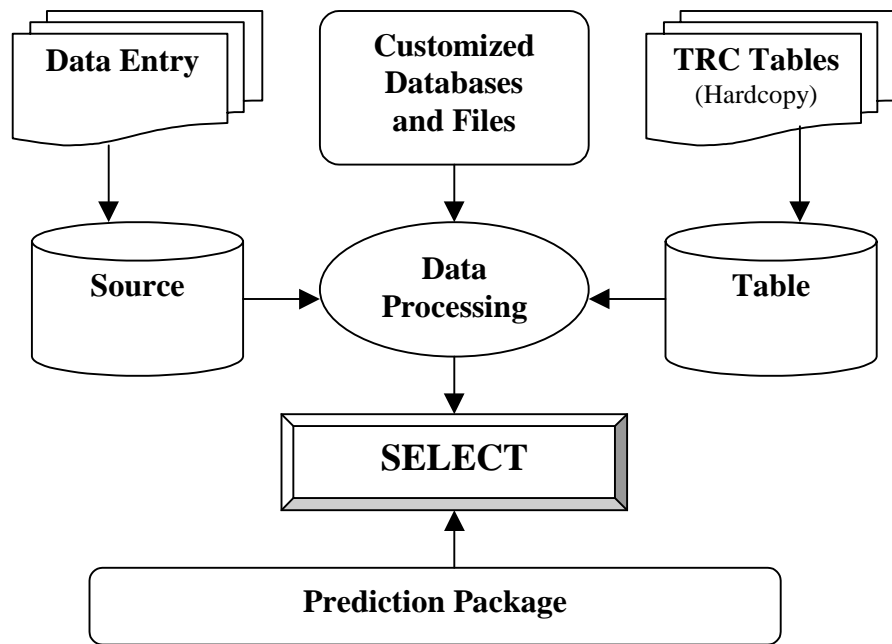 Data Entry
Customized
Databases
and Files
TRC Tables
(Hardcopy)
Source
Data
Processing
Table
SELECT
Prediction Package